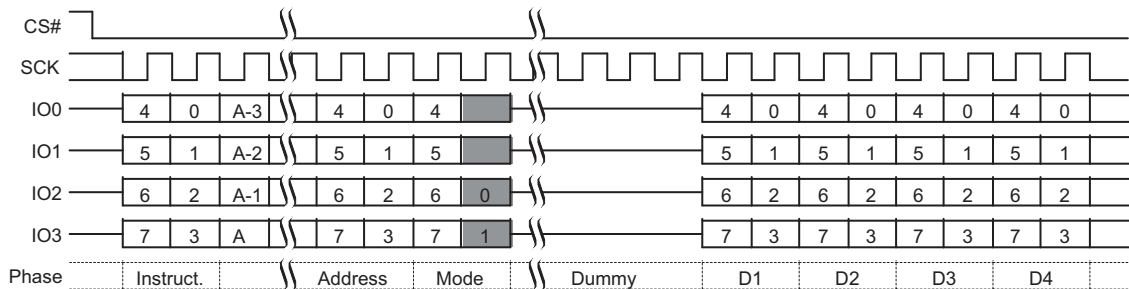 CS#
SCK
IO0 4 0 A-3 4 0 4 4 0 4 0 4 0 4 0
IO1 5 1 A-2 5 1 5 5 1 5 1 5 1 5 1
IO2 6 2 A-1 6 2 6 0 6 2 6 2 6 2 6 2
IO3 7 3 A 7 3 7 1 7 3 7 3 7 3 7 3
Phase Instruct. Address Mode Dummy D1 D2 D3 D4